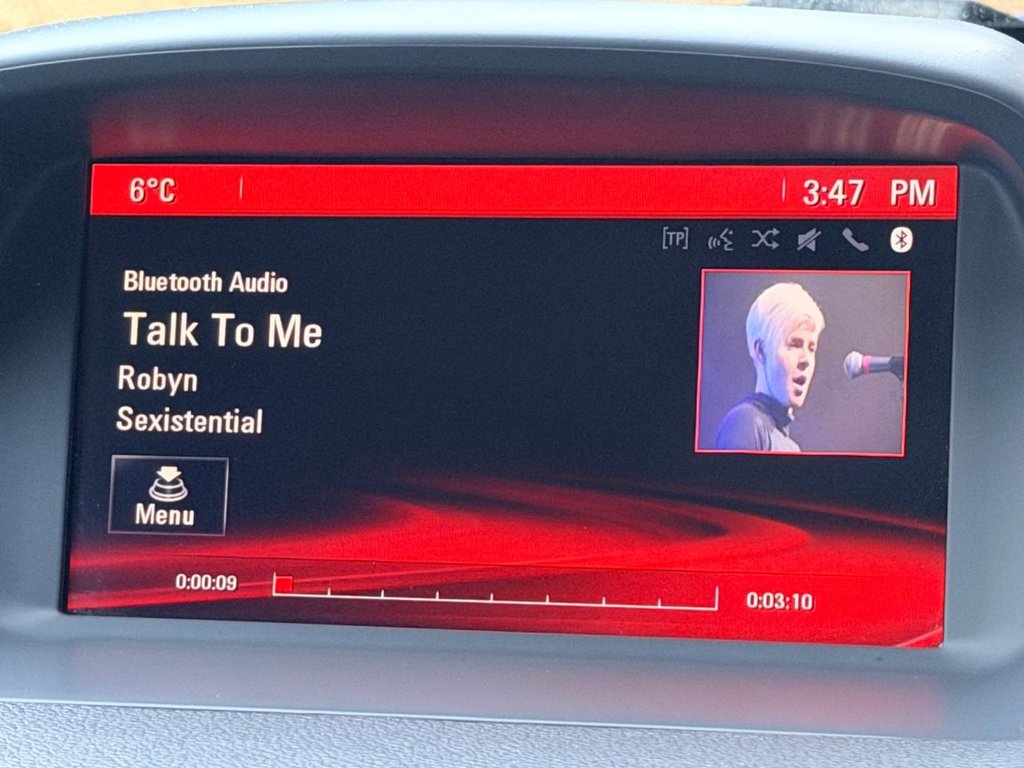 6°C 3:47 PM
[TP]
Bluetooth Audio
Talk To Me
Robyn
Sexistential
Menu
0:00:09 0:03:10